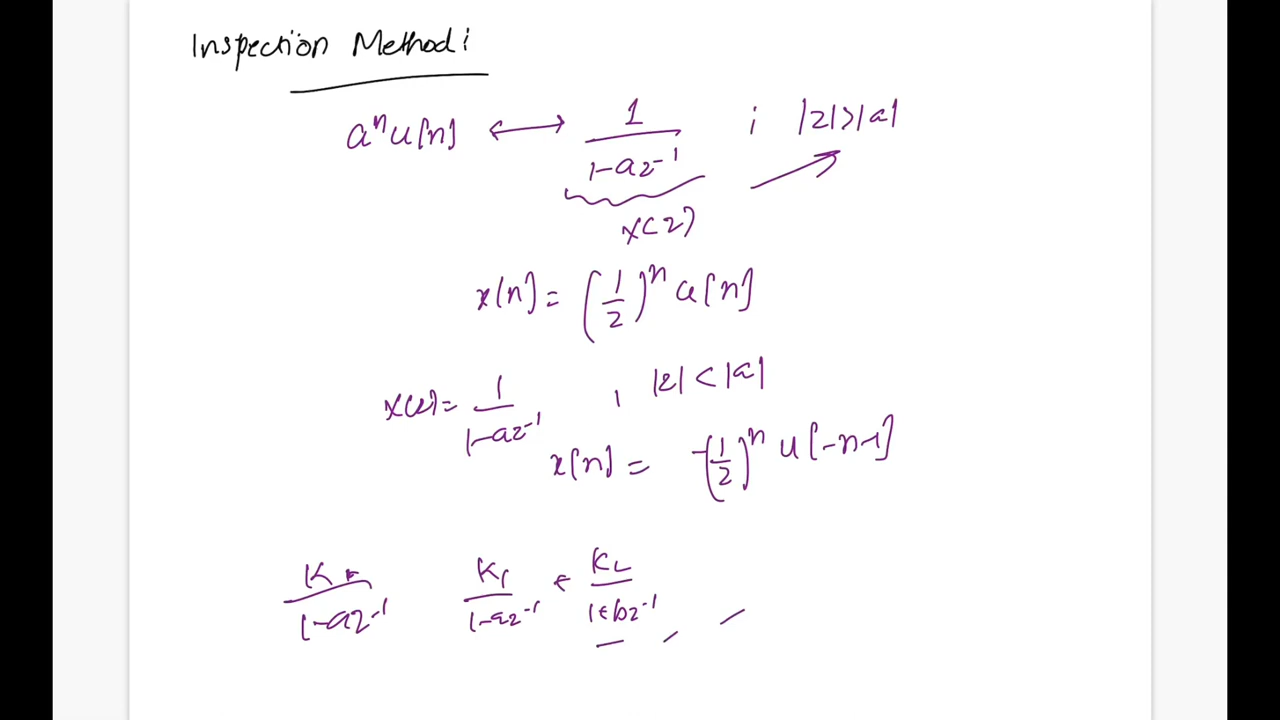 Inspection Method:
aⁿu[n] ⟷ 1/(1-az⁻¹) ; |z|>|a|
X(z)
x[n] = (1/2)ⁿ u[n]
X(z) = 1/(1-az⁻¹) , |z| < |a|
x[n] = -(1/2)ⁿ u[-n-1]
K/(1-az⁻¹) K₁/(1-az⁻¹) + K₂/(1+bz⁻¹)